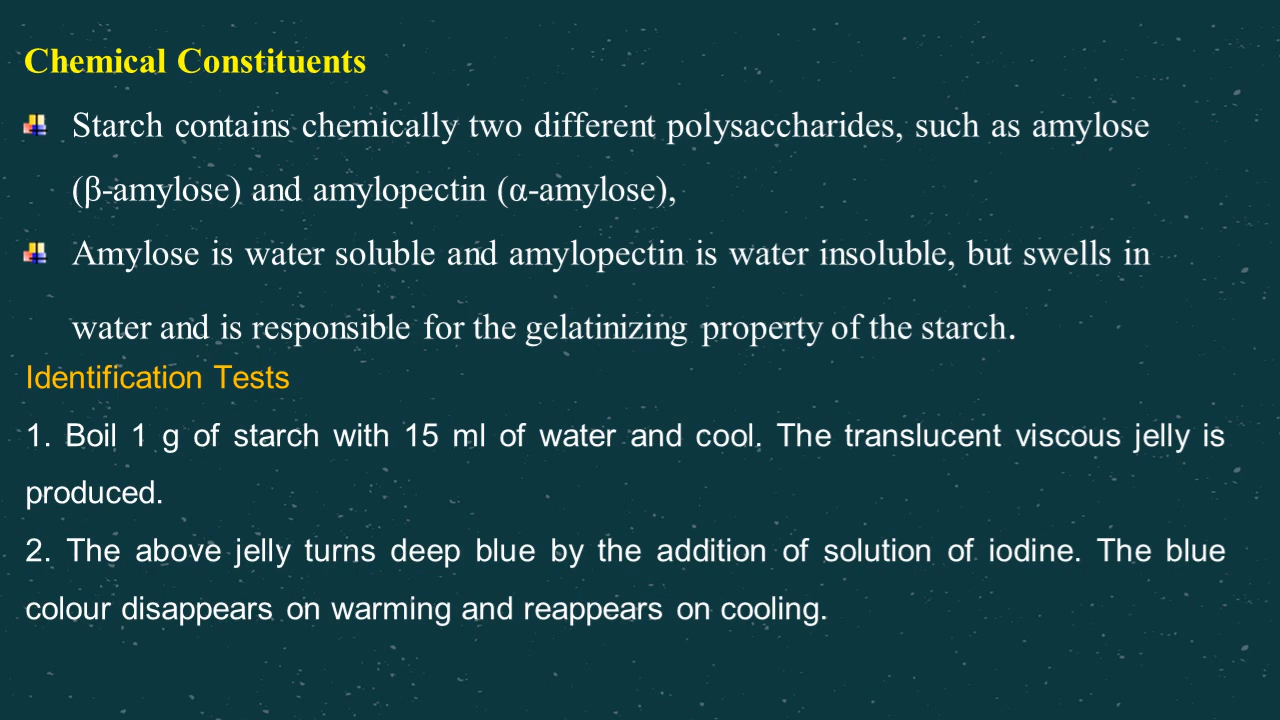 Chemical Constituents
Starch contains chemically two different polysaccharides, such as amylose
(β-amylose) and amylopectin (α-amylose),
Amylose is water soluble and amylopectin is water insoluble, but swells in
water and is responsible for the gelatinizing property of the starch.
Identification Tests
1. Boil 1 g of starch with 15 ml of water and cool. The translucent viscous jelly is
produced.
2. The above jelly turns deep blue by the addition of solution of iodine. The blue
colour disappears on warming and reappears on cooling.